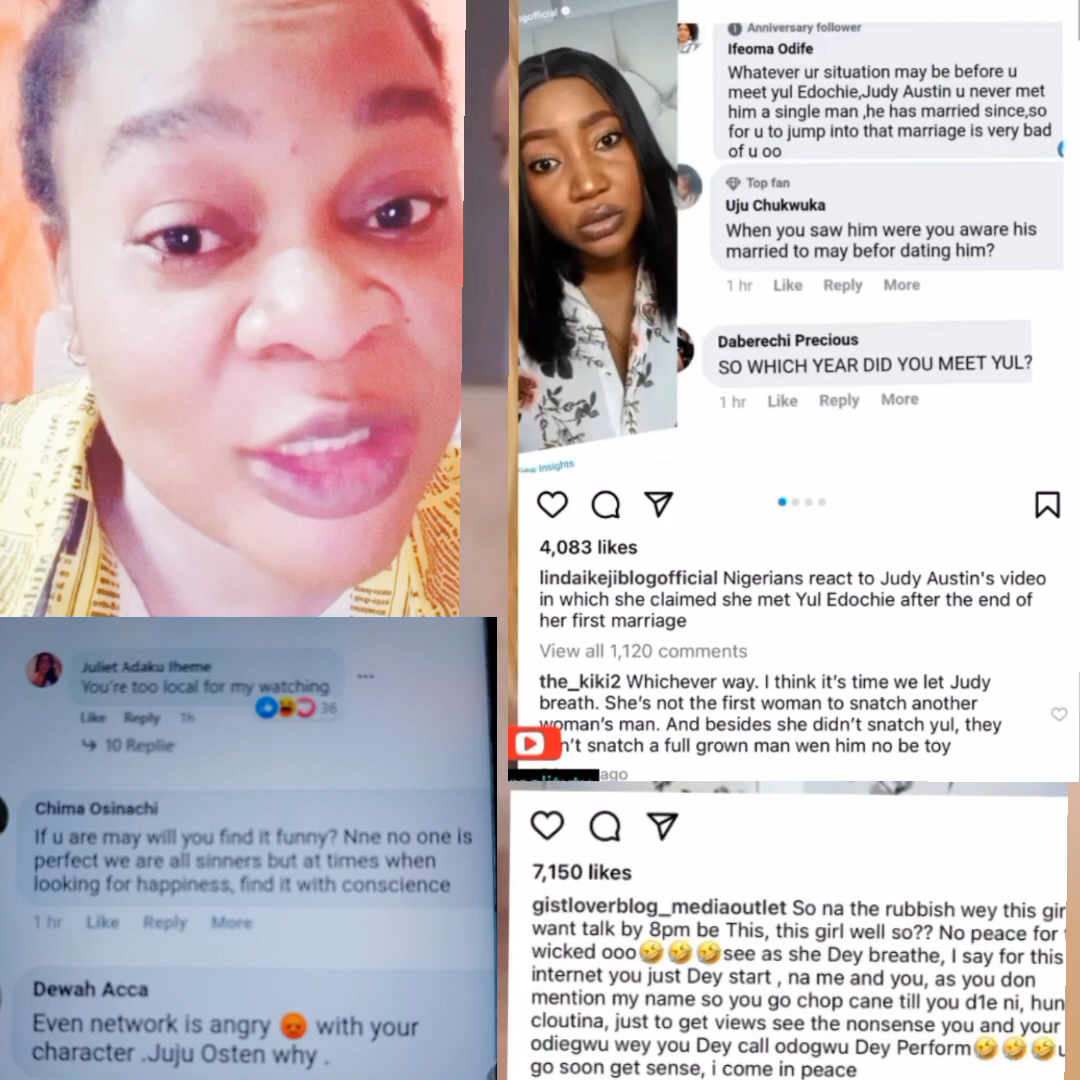 gofficial
Anniversary follower
Ifeoma Odife
Whatever ur situation may be before u
meet yul Edochie,Judy Austin u never met
him a single man ,he has married since,so
for u to jump into that marriage is very bad
of u oo
Top fan
Uju Chukwuka
When you saw him were you aware his
married to may befor dating him?
1 hr Like Reply More
Daberechi Precious
SO WHICH YEAR DID YOU MEET YUL?
1 hr Like Reply More
Insights
4,083 likes
lindaikejiblogofficial Nigerians react to Judy Austin's video
in which she claimed she met Yul Edochie after the end of
her first marriage
View all 1,120 comments
the_kiki2 Whichever way. I think it's time we let Judy
breath. She's not the first woman to snatch another
woman's man. And besides she didn't snatch yul, they
n't snatch a full grown man wen him no be toy
ago
Juliet Adaku Iheme
You're too local for my watching
Like Reply 1h 36
10 Replie
Chima Osinachi
If u are may will you find it funny? Nne no one is
perfect we are all sinners but at times when
looking for happiness, find it with conscience
1 hr Like Reply More
Dewah Acca
Even network is angry 😡 with your
character .Juju Osten why .
7,150 likes
gistloverblog_mediaoutlet So na the rubbish wey this gir
want talk by 8pm be This, this girl well so?? No peace for
wicked ooo🤣🤣🤣see as she Dey breathe, I say for this
internet you just Dey start , na me and you, as you don
mention my name so you go chop cane till you d1e ni, hun
cloutina, just to get views see the nonsense you and your
odiegwu wey you Dey call odogwu Dey Perform🤣🤣🤣u
go soon get sense, i come in peace